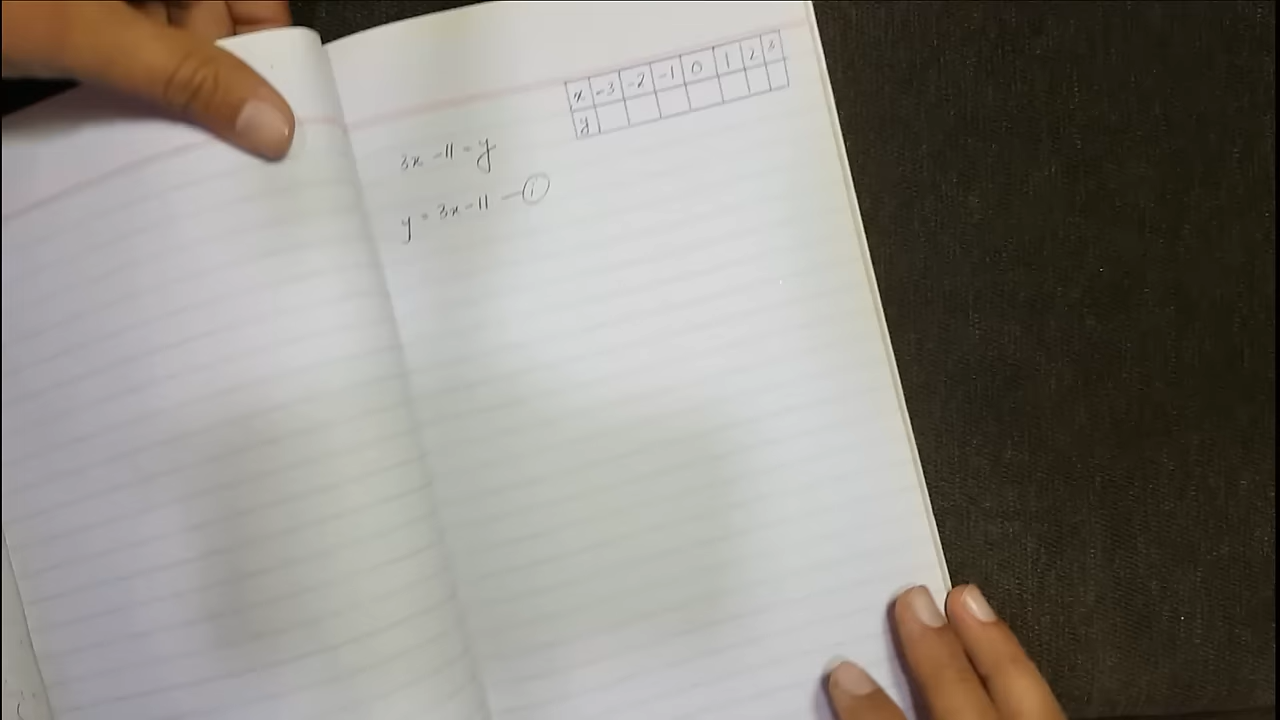 x -3 -2 -1 0 1 2 3
y
3x - 11 = y
y = 3x - 11 — (i)